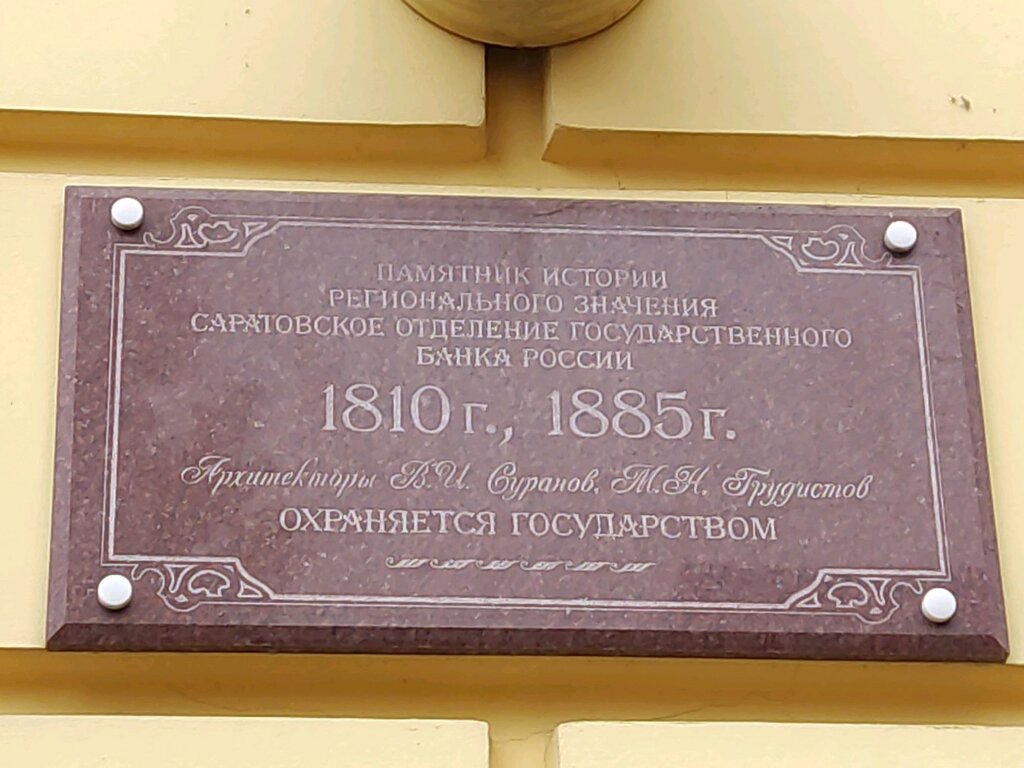 ПАМЯТНИК ИСТОРИИ
РЕГИОНАЛЬНОГО ЗНАЧЕНИЯ
САРАТОВСКОЕ ОТДЕЛЕНИЕ ГОСУДАРСТВЕННОГО
БАНКА РОССИИ
1810 г., 1885 г.
Архитекторы В.И. Суранов, М.Н. Грудистов
ОХРАНЯЕТСЯ ГОСУДАРСТВОМ